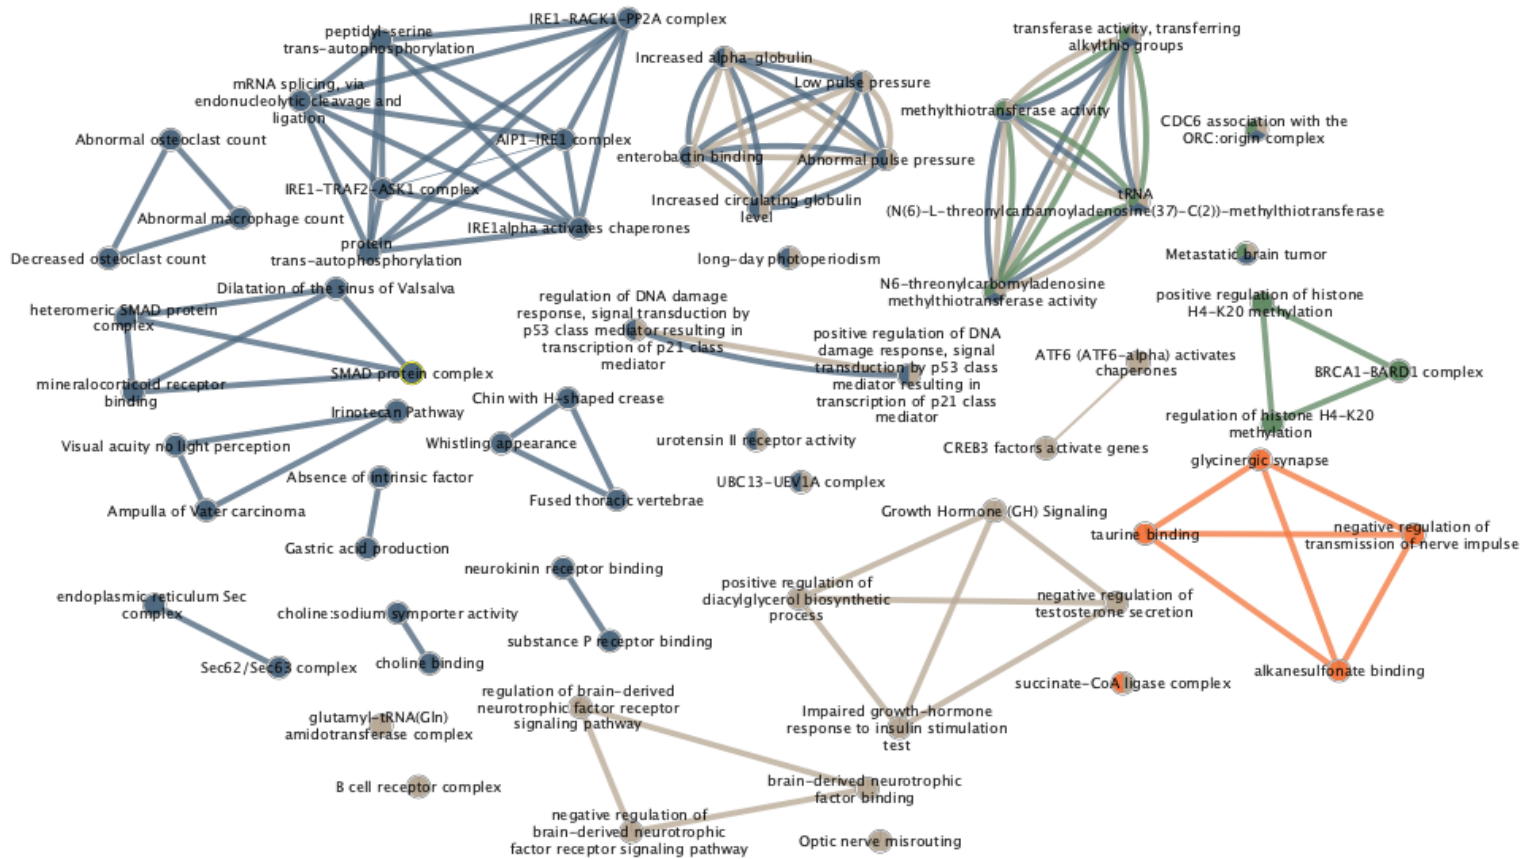 IRE1-RACK1-PP2A complex
peptidyl-serine
trans-autophosphorylation
transferase activity, transferring
alkylthio groups
Increased alpha-globulin
Low pulse pressure
mRNA splicing, via
endonucleolytic cleavage and
ligation
methylthiotransferase activity
CDC6 association with the
ORC:origin complex
Abnormal osteoclast count
AIP1-IRE1 complex
enterobactin binding
Abnormal pulse pressure
IRE1-TRAF2-ASK1 complex
Increased circulating globulin
level
tRNA
(N(6)-L-threonylcarbamoyladenosine(37)-C(2))-methylthiotransferase
Abnormal macrophage count
IRE1alpha activates chaperones
Decreased osteoclast count
protein
trans-autophosphorylation
long-day photoperiodism
Metastatic brain tumor
Dilatation of the sinus of Valsalva
N6-threonylcarbomyladenosine
methylthiotransferase activity
positive regulation of histone
H4-K20 methylation
heteromeric SMAD protein
complex
regulation of DNA damage
response, signal transduction by
p53 class mediator resulting in
transcription of p21 class
mediator
positive regulation of DNA
damage response, signal
transduction by p53 class
mediator resulting in
transcription of p21 class
mediator
ATF6 (ATF6-alpha) activates
chaperones
BRCA1-BARD1 complex
SMAD protein complex
mineralocorticoid receptor
binding
Chin with H-shaped crease
Irinotecan Pathway
regulation of histone H4-K20
methylation
Visual acuity no light perception
Whistling appearance
urotensin II receptor activity
CREB3 factors activate genes
glycinergic synapse
Absence of intrinsic factor
UBC13-UEV1A complex
Fused thoracic vertebrae
Ampulla of Vater carcinoma
Growth Hormone (GH) Signaling
taurine binding
negative regulation of
transmission of nerve impulse
Gastric acid production
neurokinin receptor binding
positive regulation of
diacylglycerol biosynthetic
process
negative regulation of
testosterone secretion
endoplasmic reticulum Sec
complex
choline:sodium symporter activity
substance P receptor binding
Sec62/Sec63 complex
choline binding
alkanesulfonate binding
succinate-CoA ligase complex
regulation of brain-derived
neurotrophic factor receptor
signaling pathway
glutamyl-tRNA(Gln)
amidotransferase complex
Impaired growth-hormone
response to insulin stimulation
test
B cell receptor complex
brain-derived neurotrophic
factor binding
negative regulation of
brain-derived neurotrophic
factor receptor signaling pathway
Optic nerve misrouting